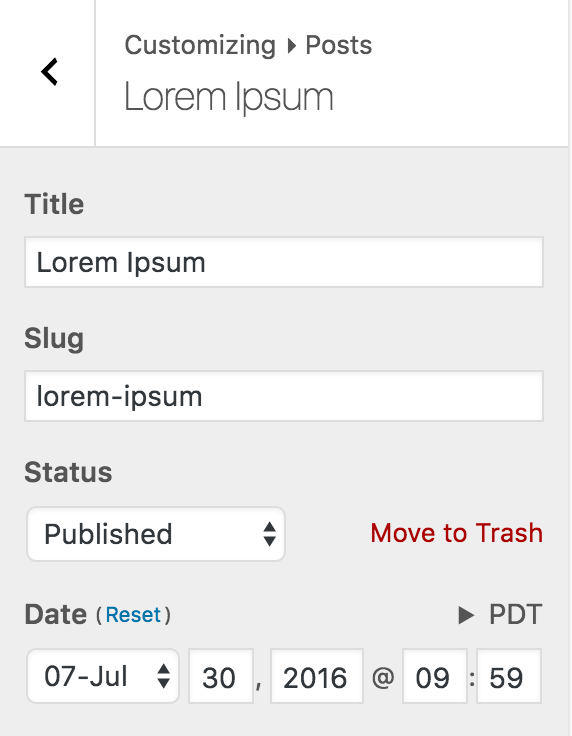 Customizing ▸ Posts
Lorem Ipsum
Title
Lorem Ipsum
Slug
lorem-ipsum
Status
Published Move to Trash
Date (Reset) ▶ PDT
07-Jul 30, 2016 @ 09:59